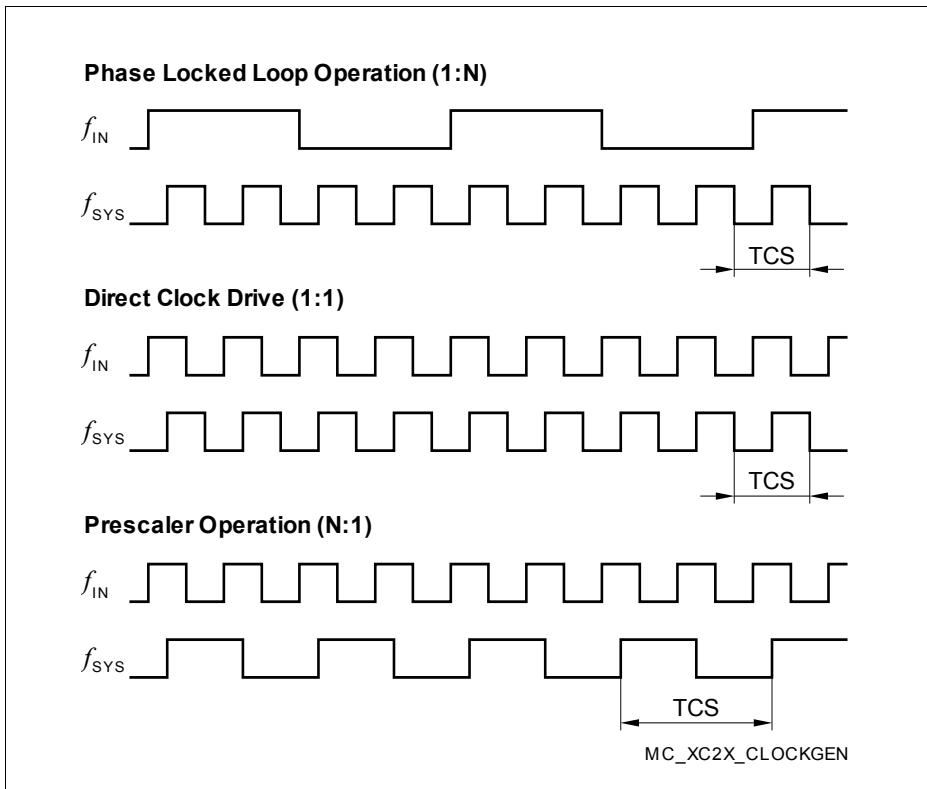 Phase Locked Loop Operation (1:N)
fIN
fSYS
TCS
Direct Clock Drive (1:1)
fIN
fSYS
TCS
Prescaler Operation (N:1)
fIN
fSYS
TCS
MC_XC2X_CLOCKGEN